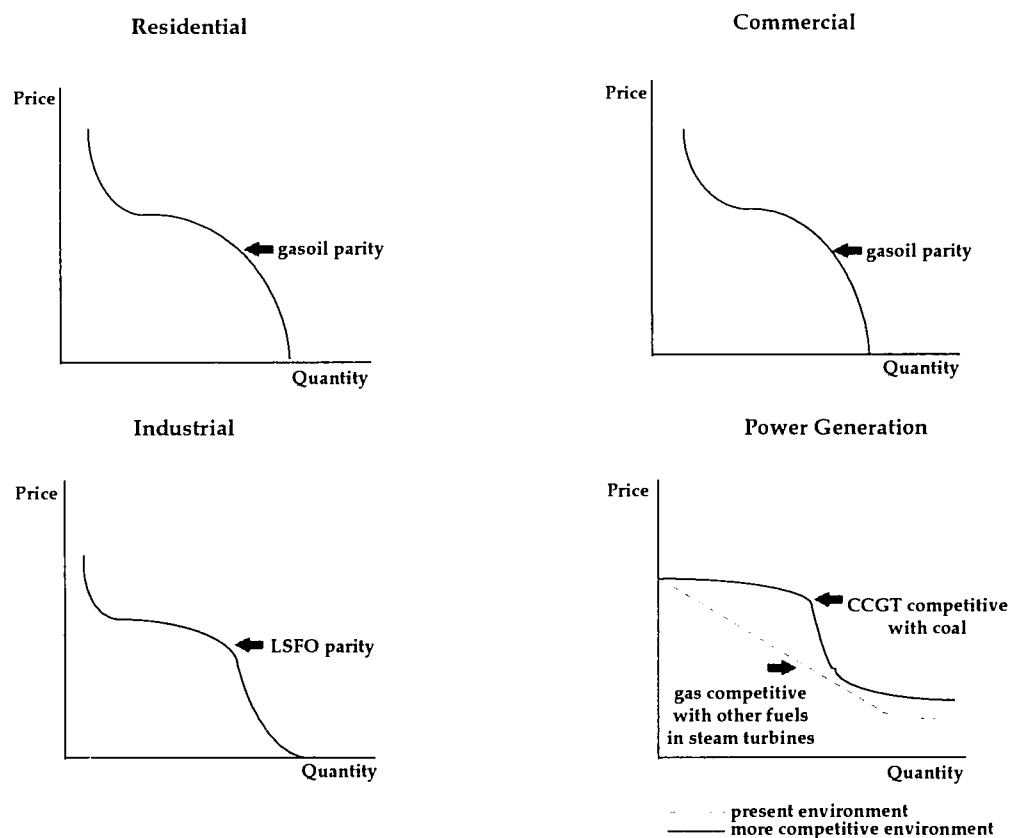 Residential
Price
gasoil parity
Quantity
Commercial
Price
gasoil parity
Quantity
Industrial
Price
LSFO parity
Quantity
Power Generation
Price
CCGT competitive
with coal
gas competitive
with other fuels
in steam turbines
Quantity
present environment
more competitive environment